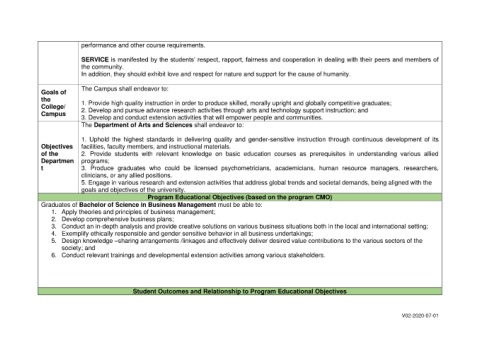 performance and other course requirements.
SERVICE is manifested by the students' respect, rapport, fairness and cooperation in dealing with their peers and members of
the community.
In addition, they should exhibit love and respect for nature and support for the cause of humanity.
Goals of
the
College/
Campus
The Campus shall endeavor to:
1. Provide high quality instruction in order to produce skilled, morally upright and globally competitive graduates;
2. Develop and pursue advance research activities through arts and technology support instruction; and
3. Develop and conduct extension activities that will empower people and communities.
Objectives
of the
Departmen
t
The Department of Arts and Sciences shall endeavor to:
1. Uphold the highest standards in delivering quality and gender-sensitive instruction through continuous development of its
facilities, faculty members, and instructional materials.
2. Provide students with relevant knowledge on basic education courses as prerequisites in understanding various allied
programs;
3. Produce graduates who could be licensed psychometricians, academicians, human resource managers, researchers,
clinicians, or any allied positions.
5. Engage in various research and extension activities that address global trends and societal demands, being aligned with the
goals and objectives of the university.
Program Educational Objectives (based on the program CMO)
Graduates of Bachelor of Science in Business Management must be able to:
1. Apply theories and principles of business management;
2. Develop comprehensive business plans;
3. Conduct an in-depth analysis and provide creative solutions on various business situations both in the local and international setting;
4. Exemplify ethically responsible and gender sensitive behavior in all business undertakings;
5. Design knowledge –sharing arrangements /linkages and effectively deliver desired value contributions to the various sectors of the
society; and
6. Conduct relevant trainings and developmental extension activities among various stakeholders.
Student Outcomes and Relationship to Program Educational Objectives
V02-2020-07-01